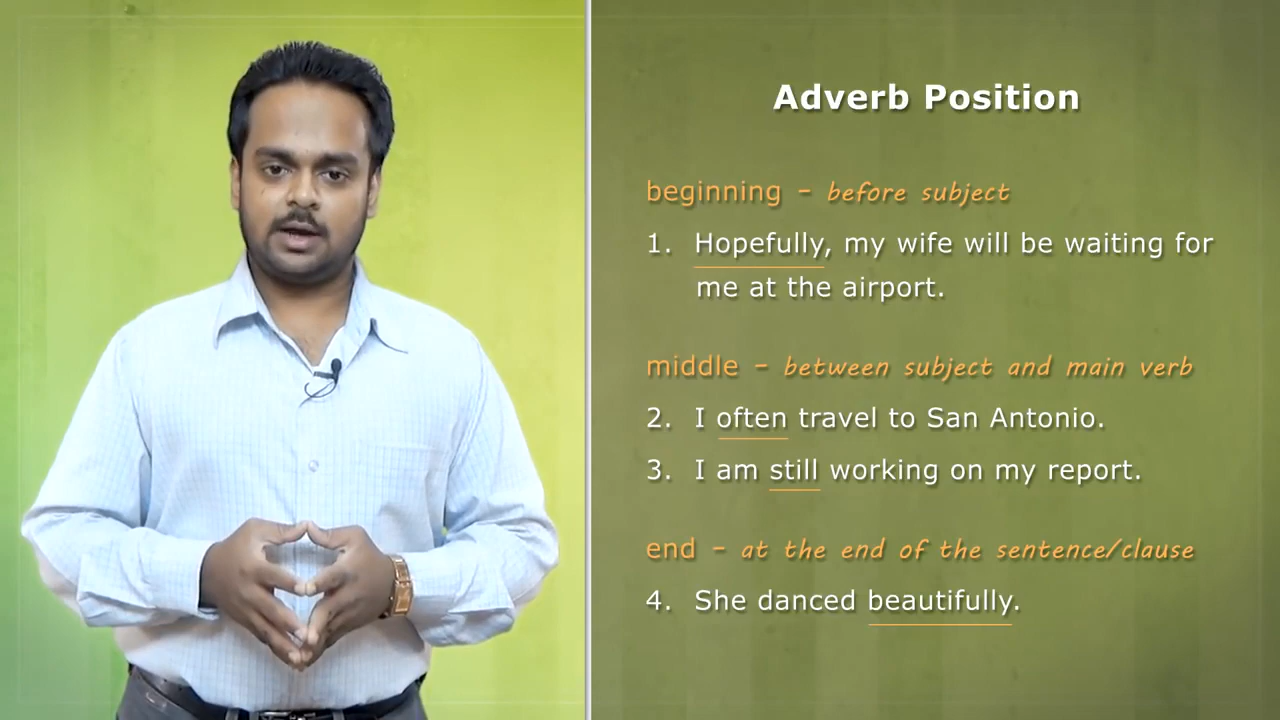 Adverb Position
beginning – before subject
1. Hopefully, my wife will be waiting for
me at the airport.
middle – between subject and main verb
2. I often travel to San Antonio.
3. I am still working on my report.
end – at the end of the sentence/clause
4. She danced beautifully.